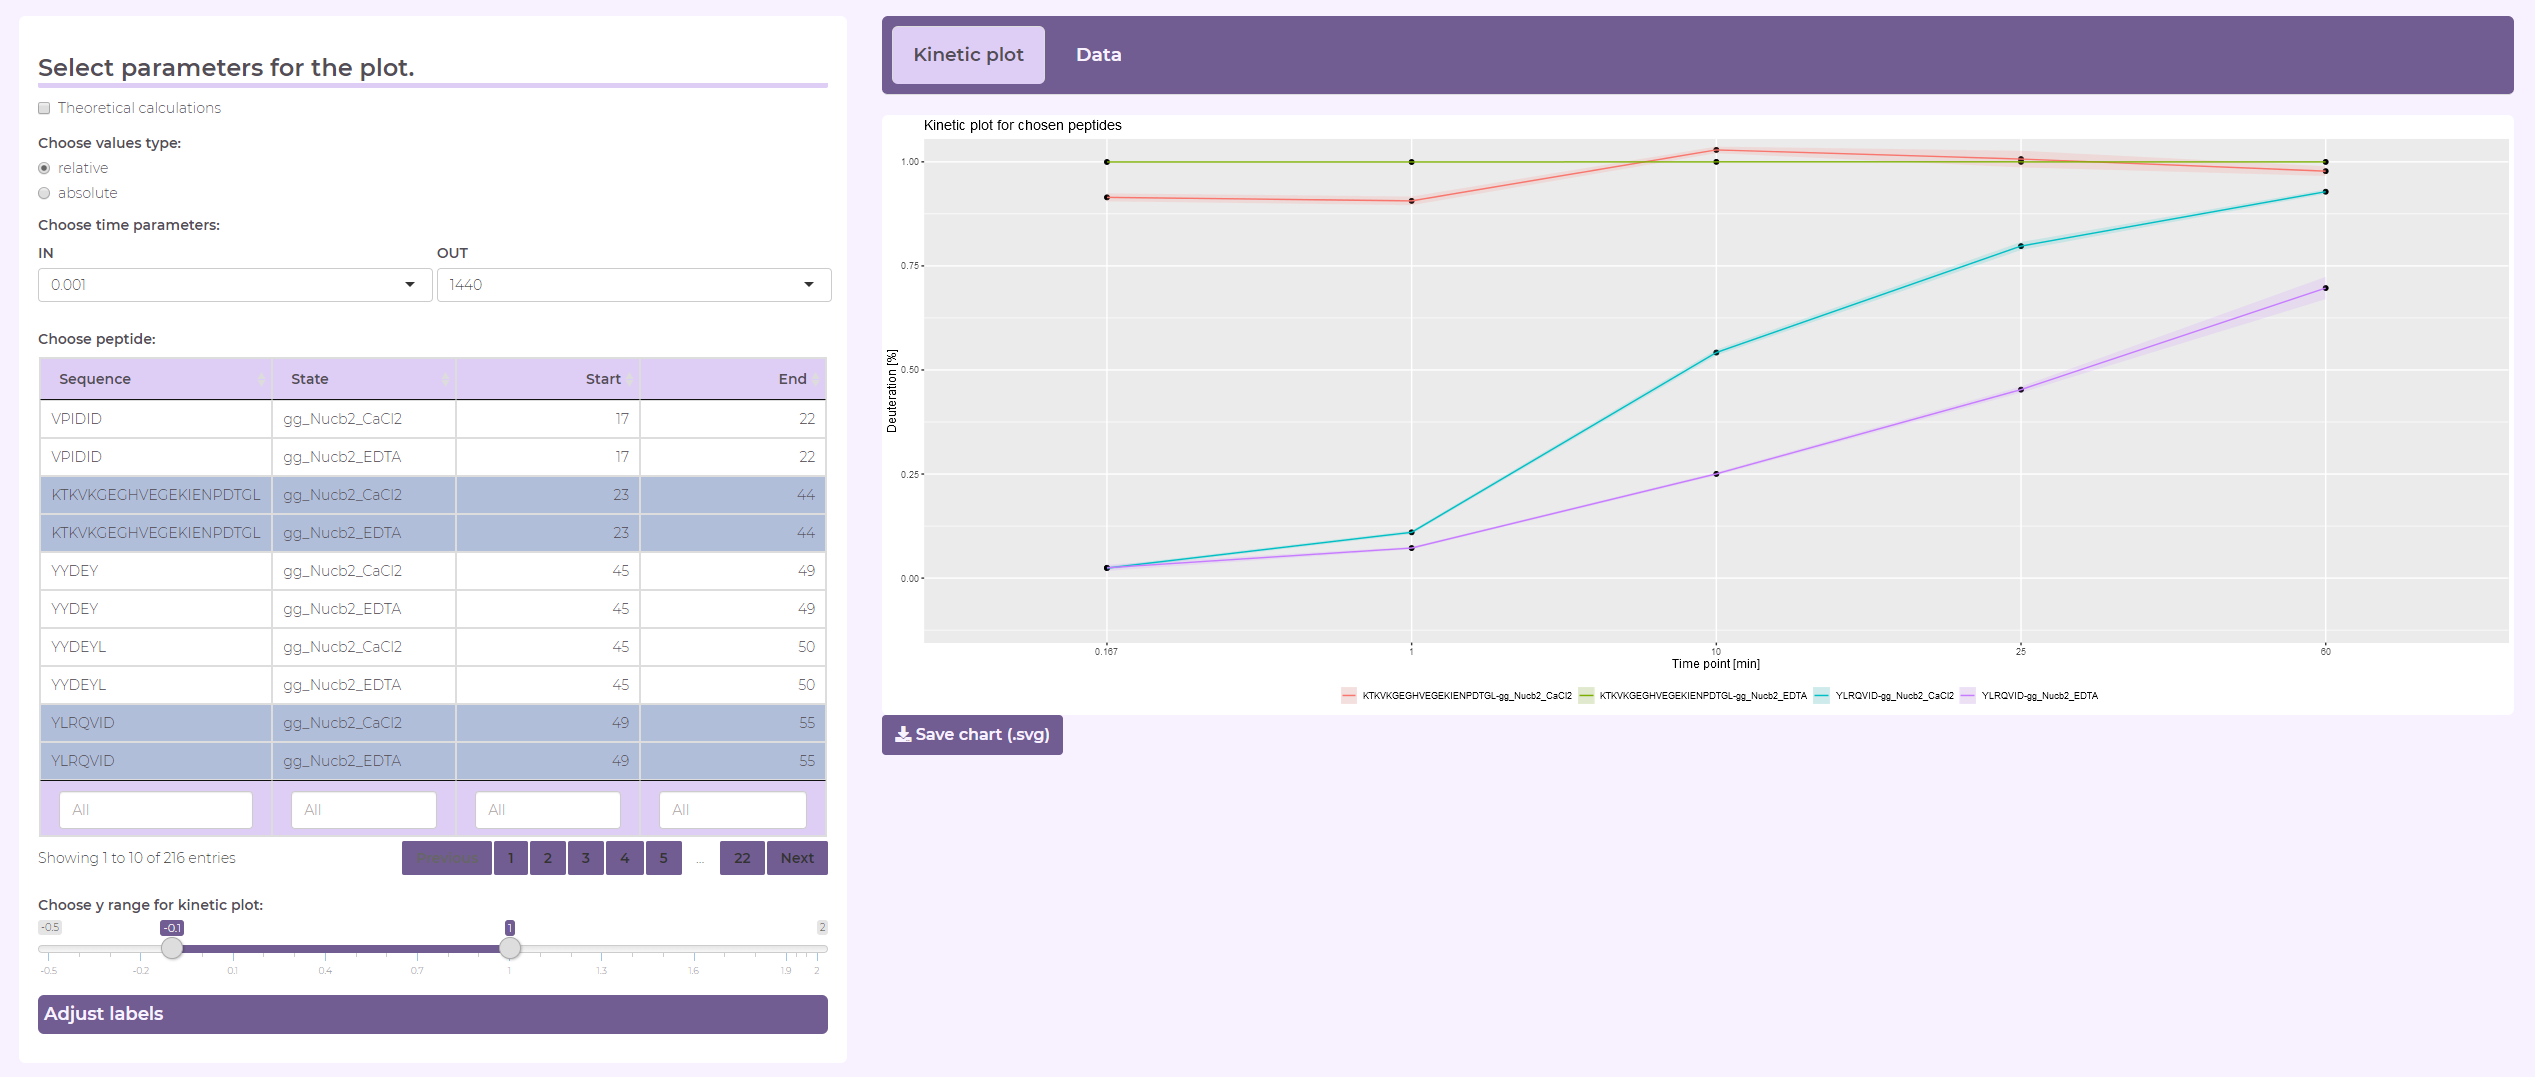 Select parameters for the plot.
Theoretical calculations
Choose values type:
relative
absolute
Choose time parameters:
IN OUT
0.001 1440
Choose peptide:
Sequence State Start End
VPIDID gg_Nucb2_CaCl2 17 22
VPIDID gg_Nucb2_EDTA 17 22
KTKVKGEGHVEGEKIENPDTGL gg_Nucb2_CaCl2 23 44
KTKVKGEGHVEGEKIENPDTGL gg_Nucb2_EDTA 23 44
YYDEY gg_Nucb2_CaCl2 45 49
YYDEY gg_Nucb2_EDTA 45 49
YYDEYL gg_Nucb2_CaCl2 45 50
YYDEYL gg_Nucb2_EDTA 45 50
YLRQVID gg_Nucb2_CaCl2 49 55
YLRQVID gg_Nucb2_EDTA 49 55
All All All All
Showing 1 to 10 of 216 entries
Previous 1 2 3 4 5 ... 22 Next
Choose y range for kinetic plot:
-0.5 -0.1 1 2
-0.5 -0.2 0.1 0.4 0.7 1 1.3 1.6 1.9 2
Adjust labels
Kinetic plot Data
Kinetic plot for chosen peptides
1.00
0.75
0.50
0.25
0.00
Deuteration [%]
0.167 1 10 25 60
Time point [min]
KTKVKGEGHVEGEKIENPDTGL-gg_Nucb2_CaCl2 KTKVKGEGHVEGEKIENPDTGL-gg_Nucb2_EDTA YLRQVID-gg_Nucb2_CaCl2 YLRQVID-gg_Nucb2_EDTA
Save chart (.svg)